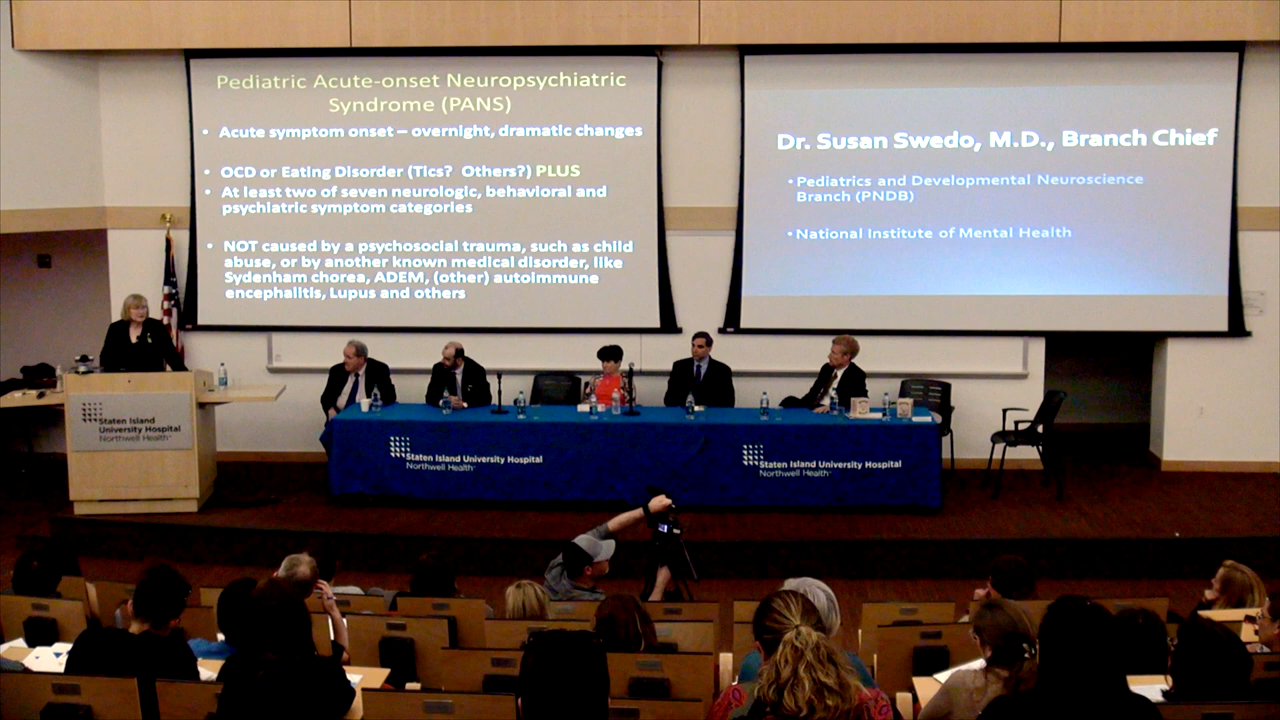 Pediatric Acute-onset Neuropsychiatric
Syndrome (PANS)
• Acute symptom onset – overnight, dramatic changes
• OCD or Eating Disorder (Tics? Others?) PLUS
• At least two of seven neurologic, behavioral and
psychiatric symptom categories
• NOT caused by a psychosocial trauma, such as child
abuse, or by another known medical disorder, like
Sydenham chorea, ADEM, (other) autoimmune
encephalitis, Lupus and others
Dr. Susan Swedo, M.D., Branch Chief
• Pediatrics and Developmental Neuroscience
Branch (PNDB)
• National Institute of Mental Health
Staten Island
University Hospital
Northwell Health™
Staten Island University Hospital
Northwell Health™
Staten Island University Hospital
Northwell Health™